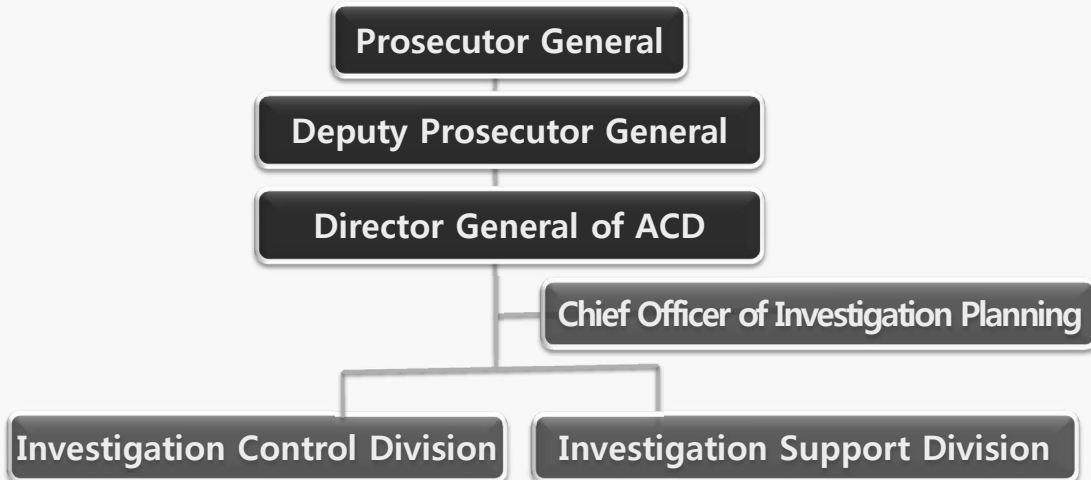 Prosecutor General
Deputy Prosecutor General
Director General of ACD
Chief Officer of Investigation Planning
Investigation Control Division
Investigation Support Division